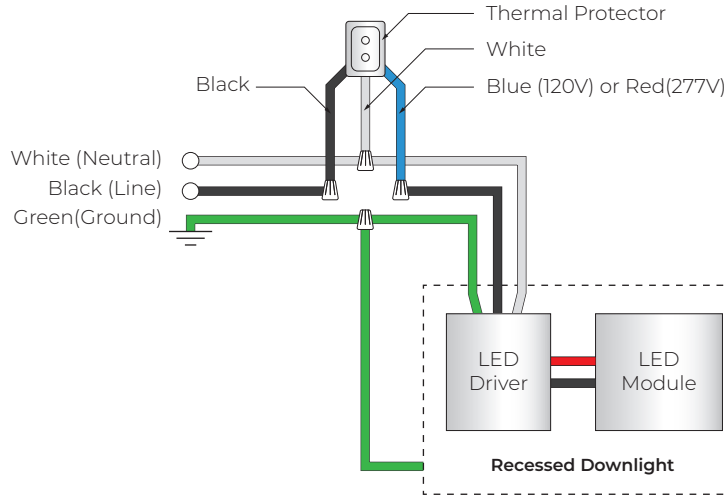 Thermal Protector
White
Black
Blue (120V) or Red(277V)
White (Neutral)
Black (Line)
Green(Ground)
LED
Driver
LED
Module
Recessed Downlight